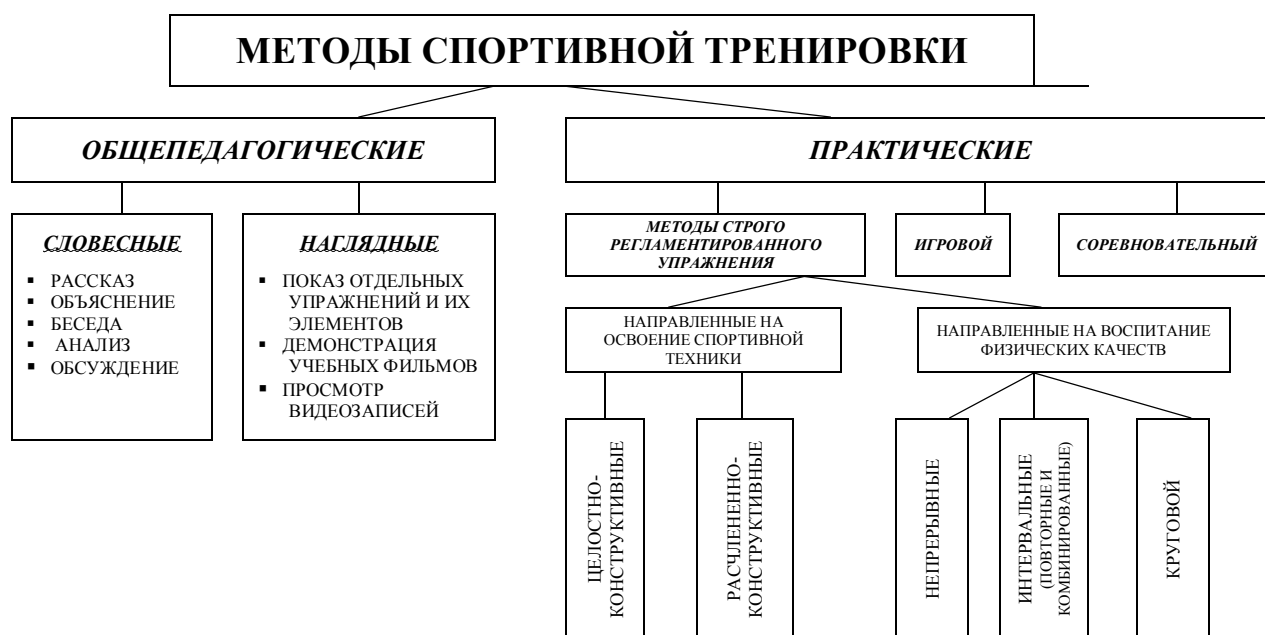 МЕТОДЫ СПОРТИВНОЙ ТРЕНИРОВКИ
ОБЩЕПЕДАГОГИЧЕСКИЕ
ПРАКТИЧЕСКИЕ
СЛОВЕСНЫЕ
▪ РАССКАЗ
▪ ОБЪЯСНЕНИЕ
▪ БЕСЕДА
▪ АНАЛИЗ
▪ ОБСУЖДЕНИЕ
НАГЛЯДНЫЕ
▪ ПОКАЗ ОТДЕЛЬНЫХ
УПРАЖНЕНИЙ И ИХ
ЭЛЕМЕНТОВ
▪ ДЕМОНСТРАЦИЯ
УЧЕБНЫХ ФИЛЬМОВ
▪ ПРОСМОТР
ВИДЕОЗАПИСЕЙ
МЕТОДЫ СТРОГО
РЕГЛАМЕНТИРОВАННОГО
УПРАЖНЕНИЯ
ИГРОВОЙ
СОРЕВНОВАТЕЛЬНЫЙ
НАПРАВЛЕННЫЕ НА
ОСВОЕНИЕ СПОРТИВНОЙ
ТЕХНИКИ
НАПРАВЛЕННЫЕ НА ВОСПИТАНИЕ
ФИЗИЧЕСКИХ КАЧЕСТВ
ЦЕЛОСТНО-
КОНСТРУКТИВНЫЕ
РАСЧЛЕНЕННО-
КОНСТРУКТИВНЫЕ
НЕПРЕРЫВНЫЕ
ИНТЕРВАЛЬНЫЕ
(ПОВТОРНЫЕ И
КОМБИНИРОВАННЫЕ)
КРУГОВОЙ